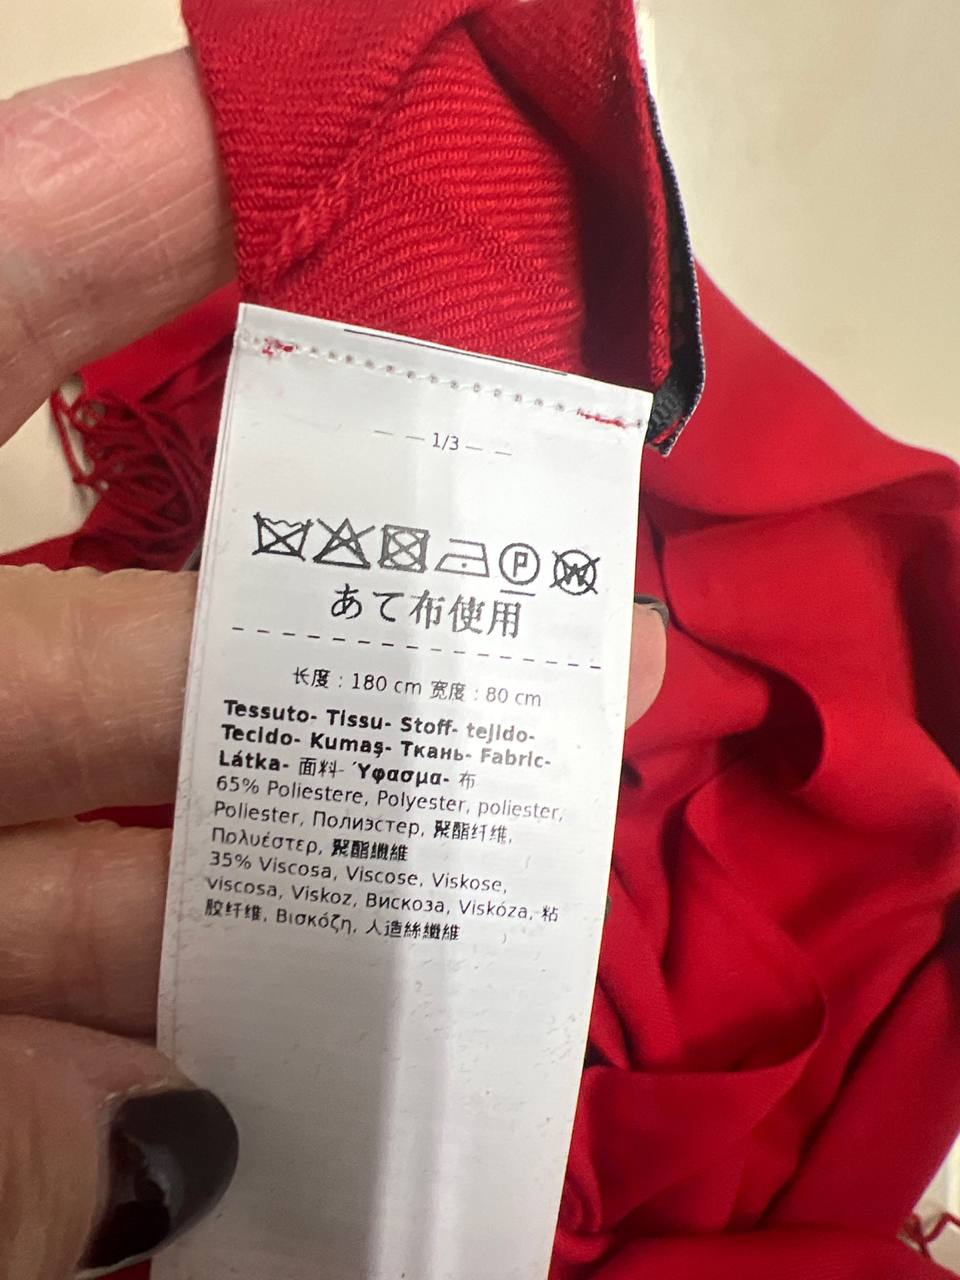 — — 1/3 — —
P W
あて布使用
长度 : 180 cm 宽度 : 80 cm
Tessuto- Tissu- Stoff- tejido-
Tecido- Kumaş- Ткань- Fabric-
Látka- 面料- Ύφασμα- 布
65% Poliestere, Polyester, poliester,
Poliester, Полиэстер, 聚酯纤维,
Πολυέστερ, 聚酯纖維
35% Viscosa, Viscose, Viskose,
viscosa, Viskoz, Вискоза, Viskóza, 粘
胶纤维, Βισκόζη, 人造絲纖維